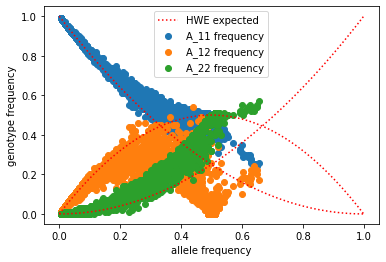 1.0
0.8
0.6
0.4
0.2
0.0
genotype frequency
HWE expected
A_11 frequency
A_12 frequency
A_22 frequency
0.0 0.2 0.4 0.6 0.8 1.0
allele frequency